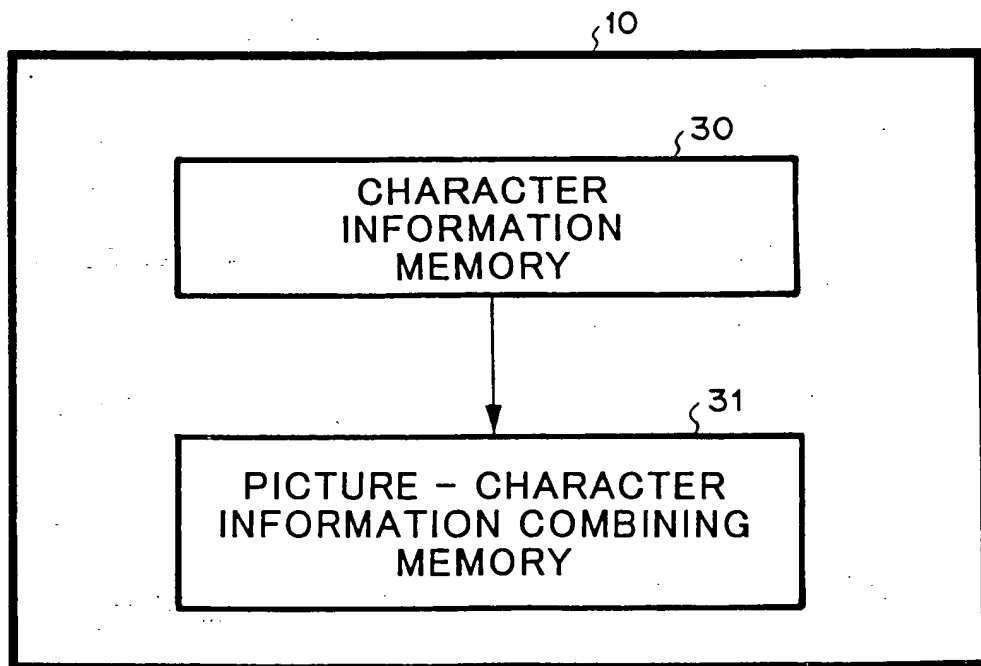 10
30
CHARACTER
INFORMATION
MEMORY
31
PICTURE - CHARACTER
INFORMATION COMBINING
MEMORY